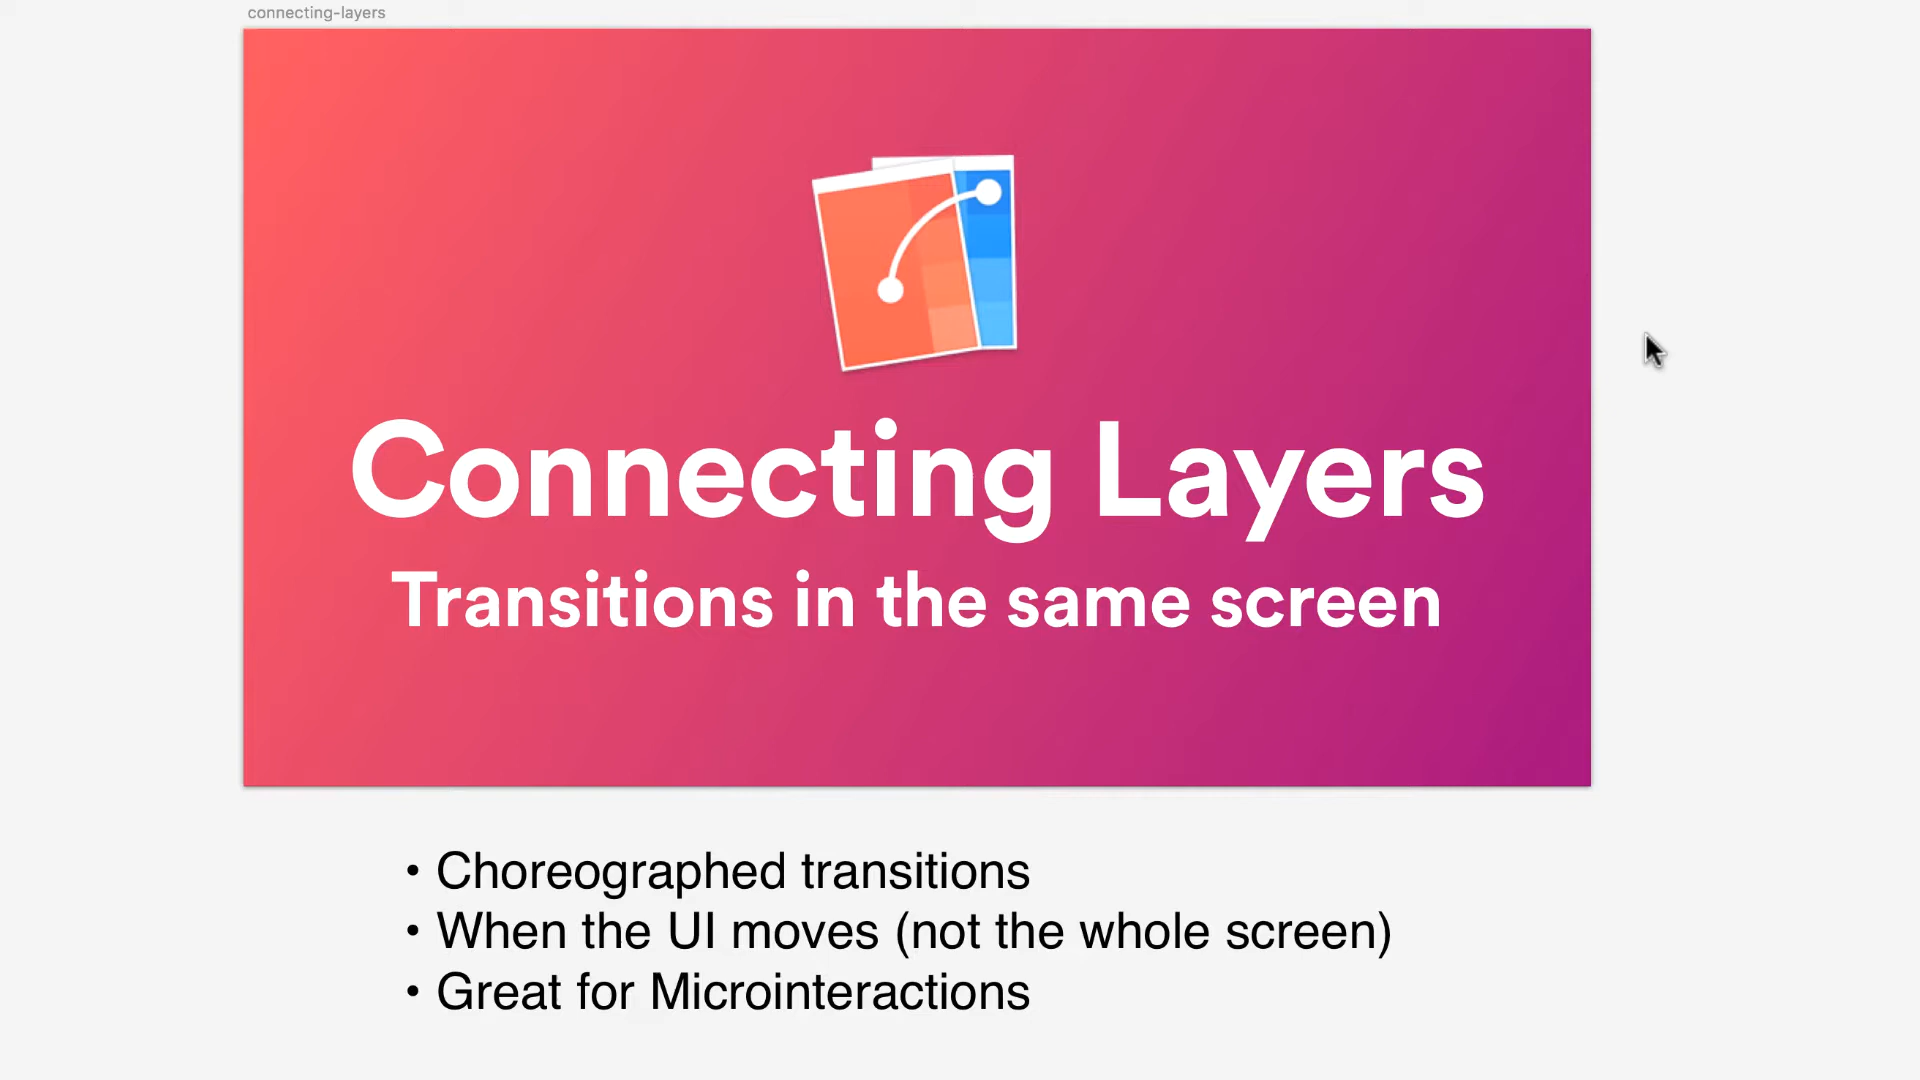 connecting-layers
Connecting Layers
Transitions in the same screen
• Choreographed transitions
• When the UI moves (not the whole screen)
• Great for Microinteractions